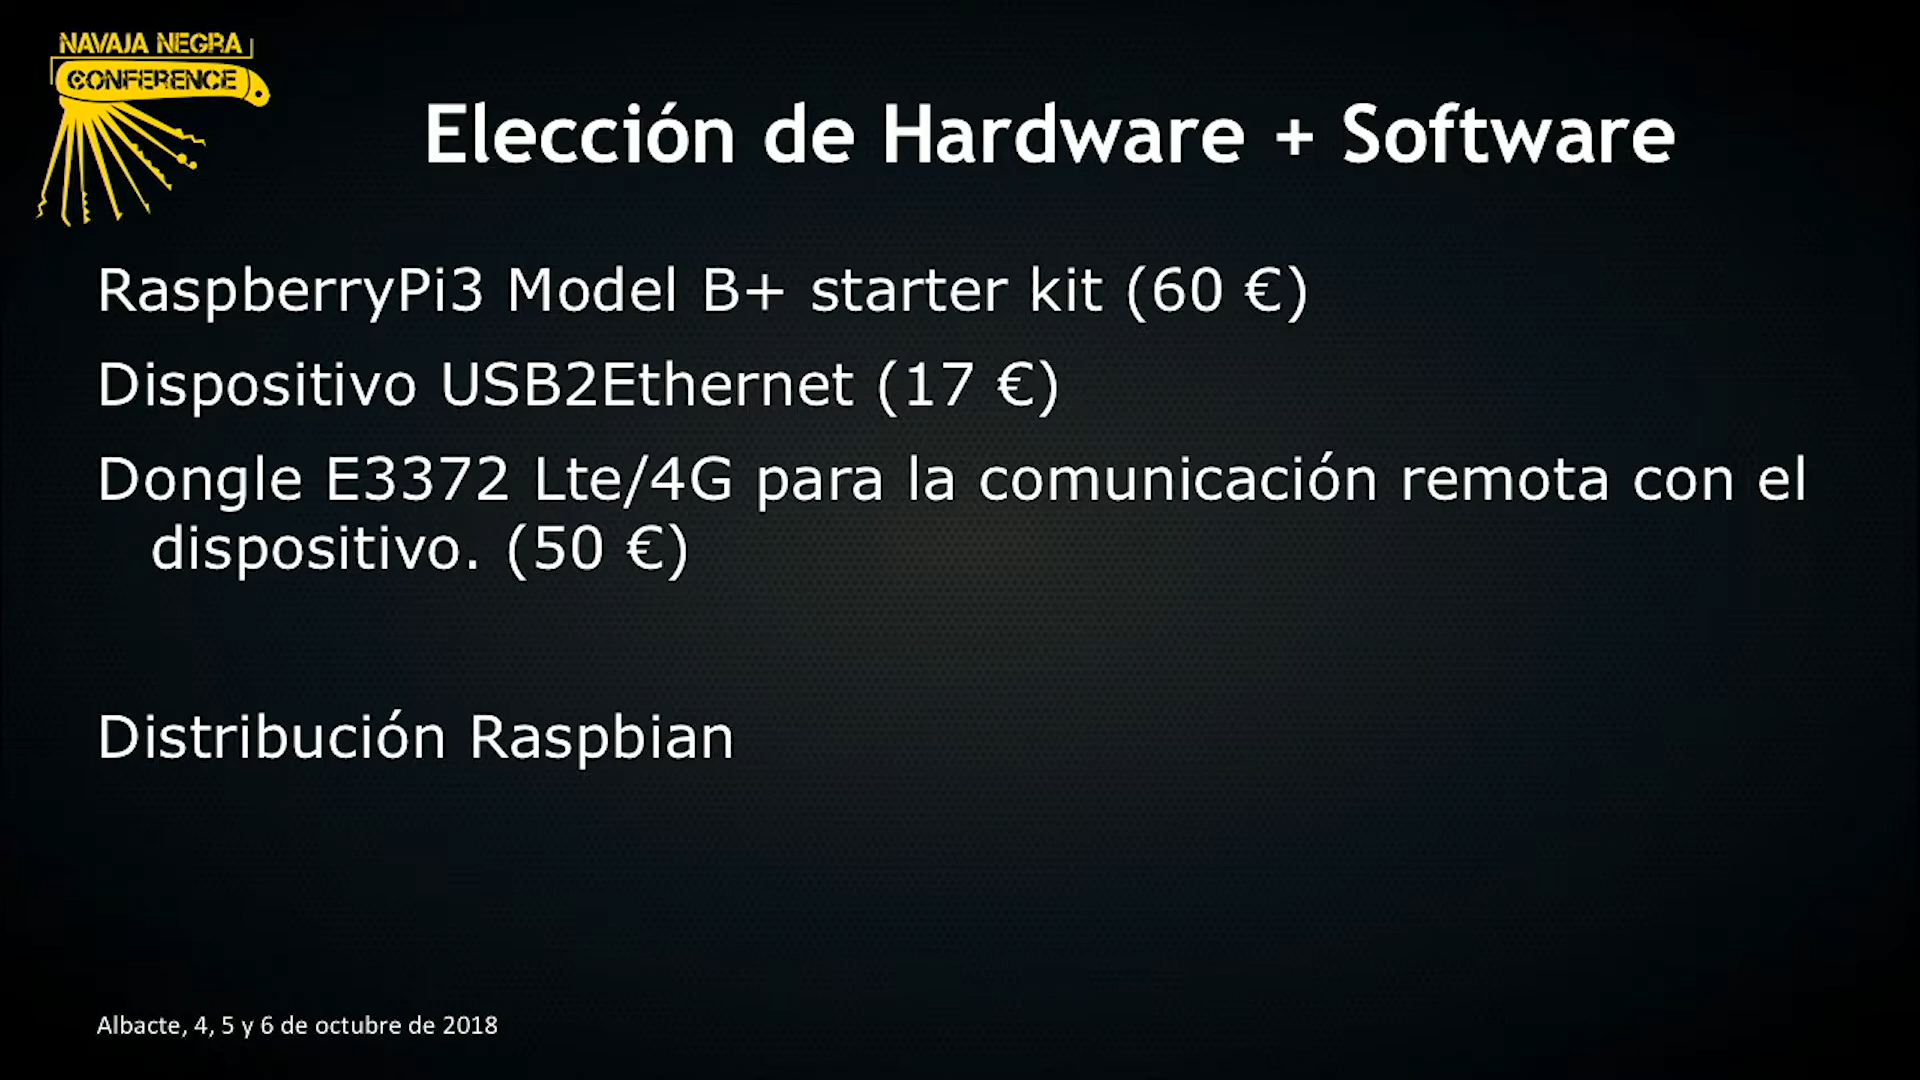 NAVAJA NEGRA
CONFERENCE
Elección de Hardware + Software
RaspberryPi3 Model B+ starter kit (60 €)
Dispositivo USB2Ethernet (17 €)
Dongle E3372 Lte/4G para la comunicación remota con el
dispositivo. (50 €)
Distribución Raspbian
Albacte, 4, 5 y 6 de octubre de 2018